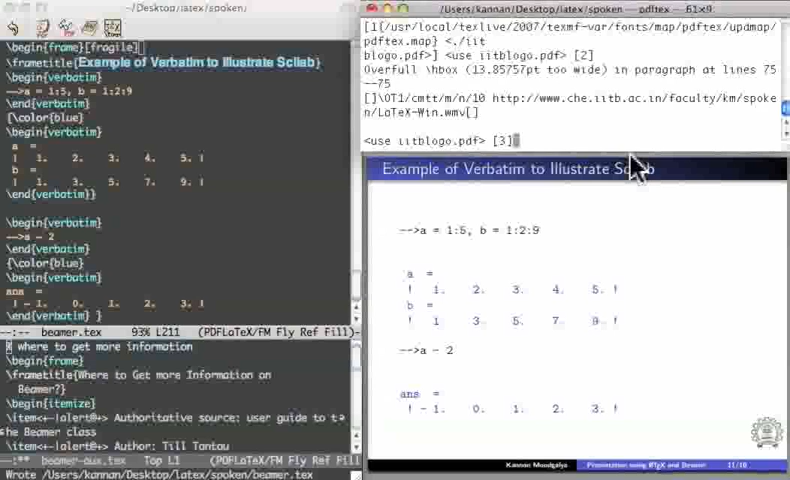 ~/Desktop/latex/spoken/
\begin{frame}[fragile]
\frametitle{Example of Verbatim to Illustrate Scilab}
\begin{verbatim}
-->a = 1:5, b = 1:2:9
\end{verbatim}
{\color{blue}
\begin{verbatim}
a =
! 1. 2. 3. 4. 5. !
b =
! 1. 3. 5. 7. 9. !
\end{verbatim}}
\begin{verbatim}
-->a - 2
\end{verbatim}
{\color{blue}
\begin{verbatim}
ans =
! - 1. 0. 1. 2. 3. !
\end{verbatim} }
--:-- beamer.tex 93% L211 (PDFLaTeX/FM Fly Ref Fill)-
% where to get more information
\begin{frame}
\frametitle{Where to Get more Information on
Beamer?}
\begin{itemize}
\item<+-|alert@+> Authoritative source: user guide to t
he Beamer class
\item<+-|alert@+> Author: Till Tantau
--:** beamer-aux.tex Top L1 (PDFLaTeX/FM Fly Ref Fill
Wrote /Users/kannan/Desktop/latex/spoken/beamer.tex
/Users/kannan/Desktop/latex/spoken — pdftex — 61×9
[1{/usr/local/texlive/2007/texmf-var/fonts/map/pdftex/updmap/
pdftex.map} <./iit
blogo.pdf>] <use iitblogo.pdf> [2]
Overfull \hbox (13.85757pt too wide) in paragraph at lines 75
--75
[]\OT1/cmtt/m/n/10 http://www.che.iitb.ac.in/faculty/km/spoke
n/LaTeX-Win.wmv[]
<use iitblogo.pdf> [3]
Example of Verbatim to Illustrate Scilab
-->a = 1:5, b = 1:2:9
a =
! 1. 2. 3. 4. 5. !
b =
! 1 3. 5. 7. 9. !
-->a - 2
ans =
! - 1. 0. 1. 2. 3. !
Kannan Moudgalya Presentation using LaTeX and Beamer 11/18